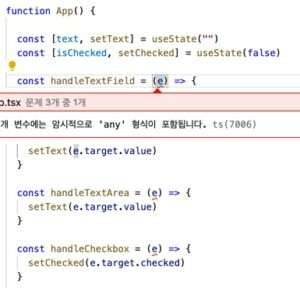 function App() {
const [text, setText] = useState("")
const [isChecked, setChecked] = useState(false)
const handleTextField = (e) => {
.tsx 문제 3개 중 1개
개 변수에는 암시적으로 'any' 형식이 포함됩니다. ts(7006)
setText(e.target.value)
}
const handleTextArea = (e) => {
setText(e.target.value)
}
const handleCheckbox = (e) => {
setChecked(e.target.checked)
}